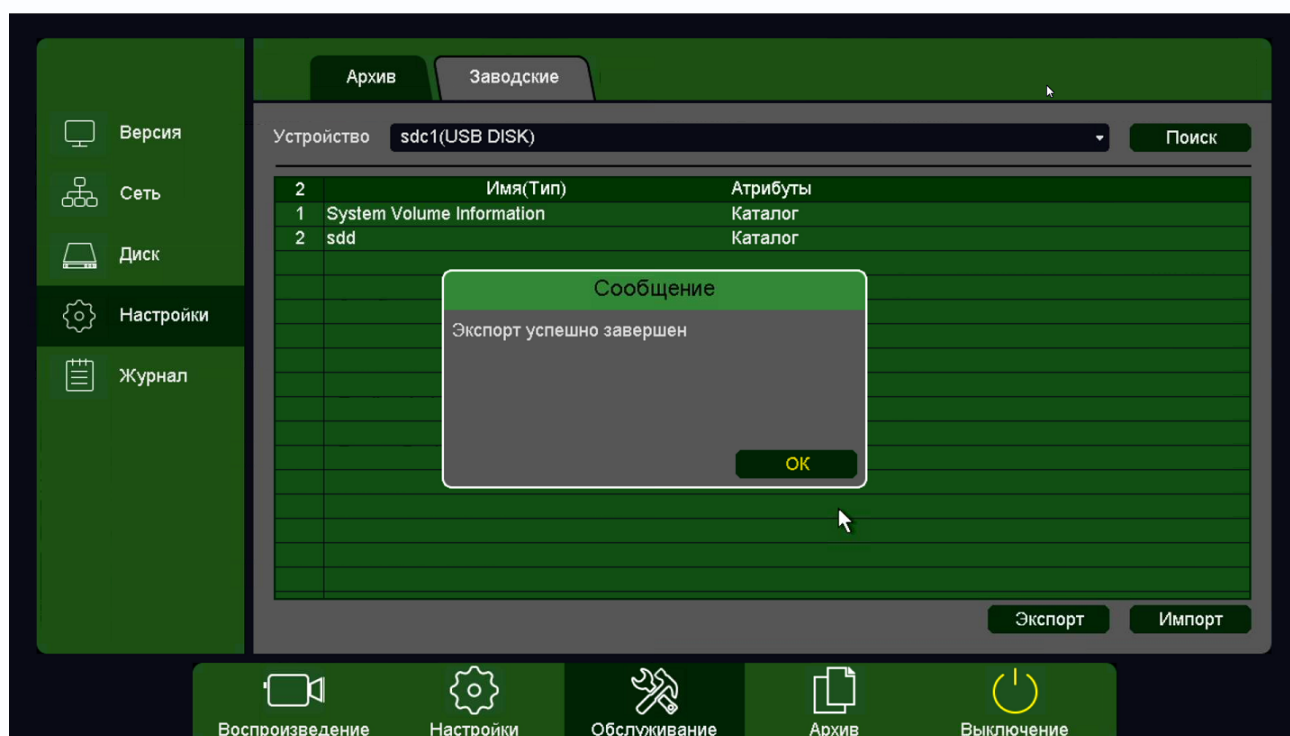 Архив Заводские
Версия
Сеть
Диск
Настройки
Журнал
Устройство sdc1(USB DISK) Поиск
2 Имя(Тип) Атрибуты
1 System Volume Information Каталог
2 sdd Каталог
Сообщение
Экспорт успешно завершен
ОК
Экспорт Импорт
Воспроизведение Настройки Обслуживание Архив Выключение